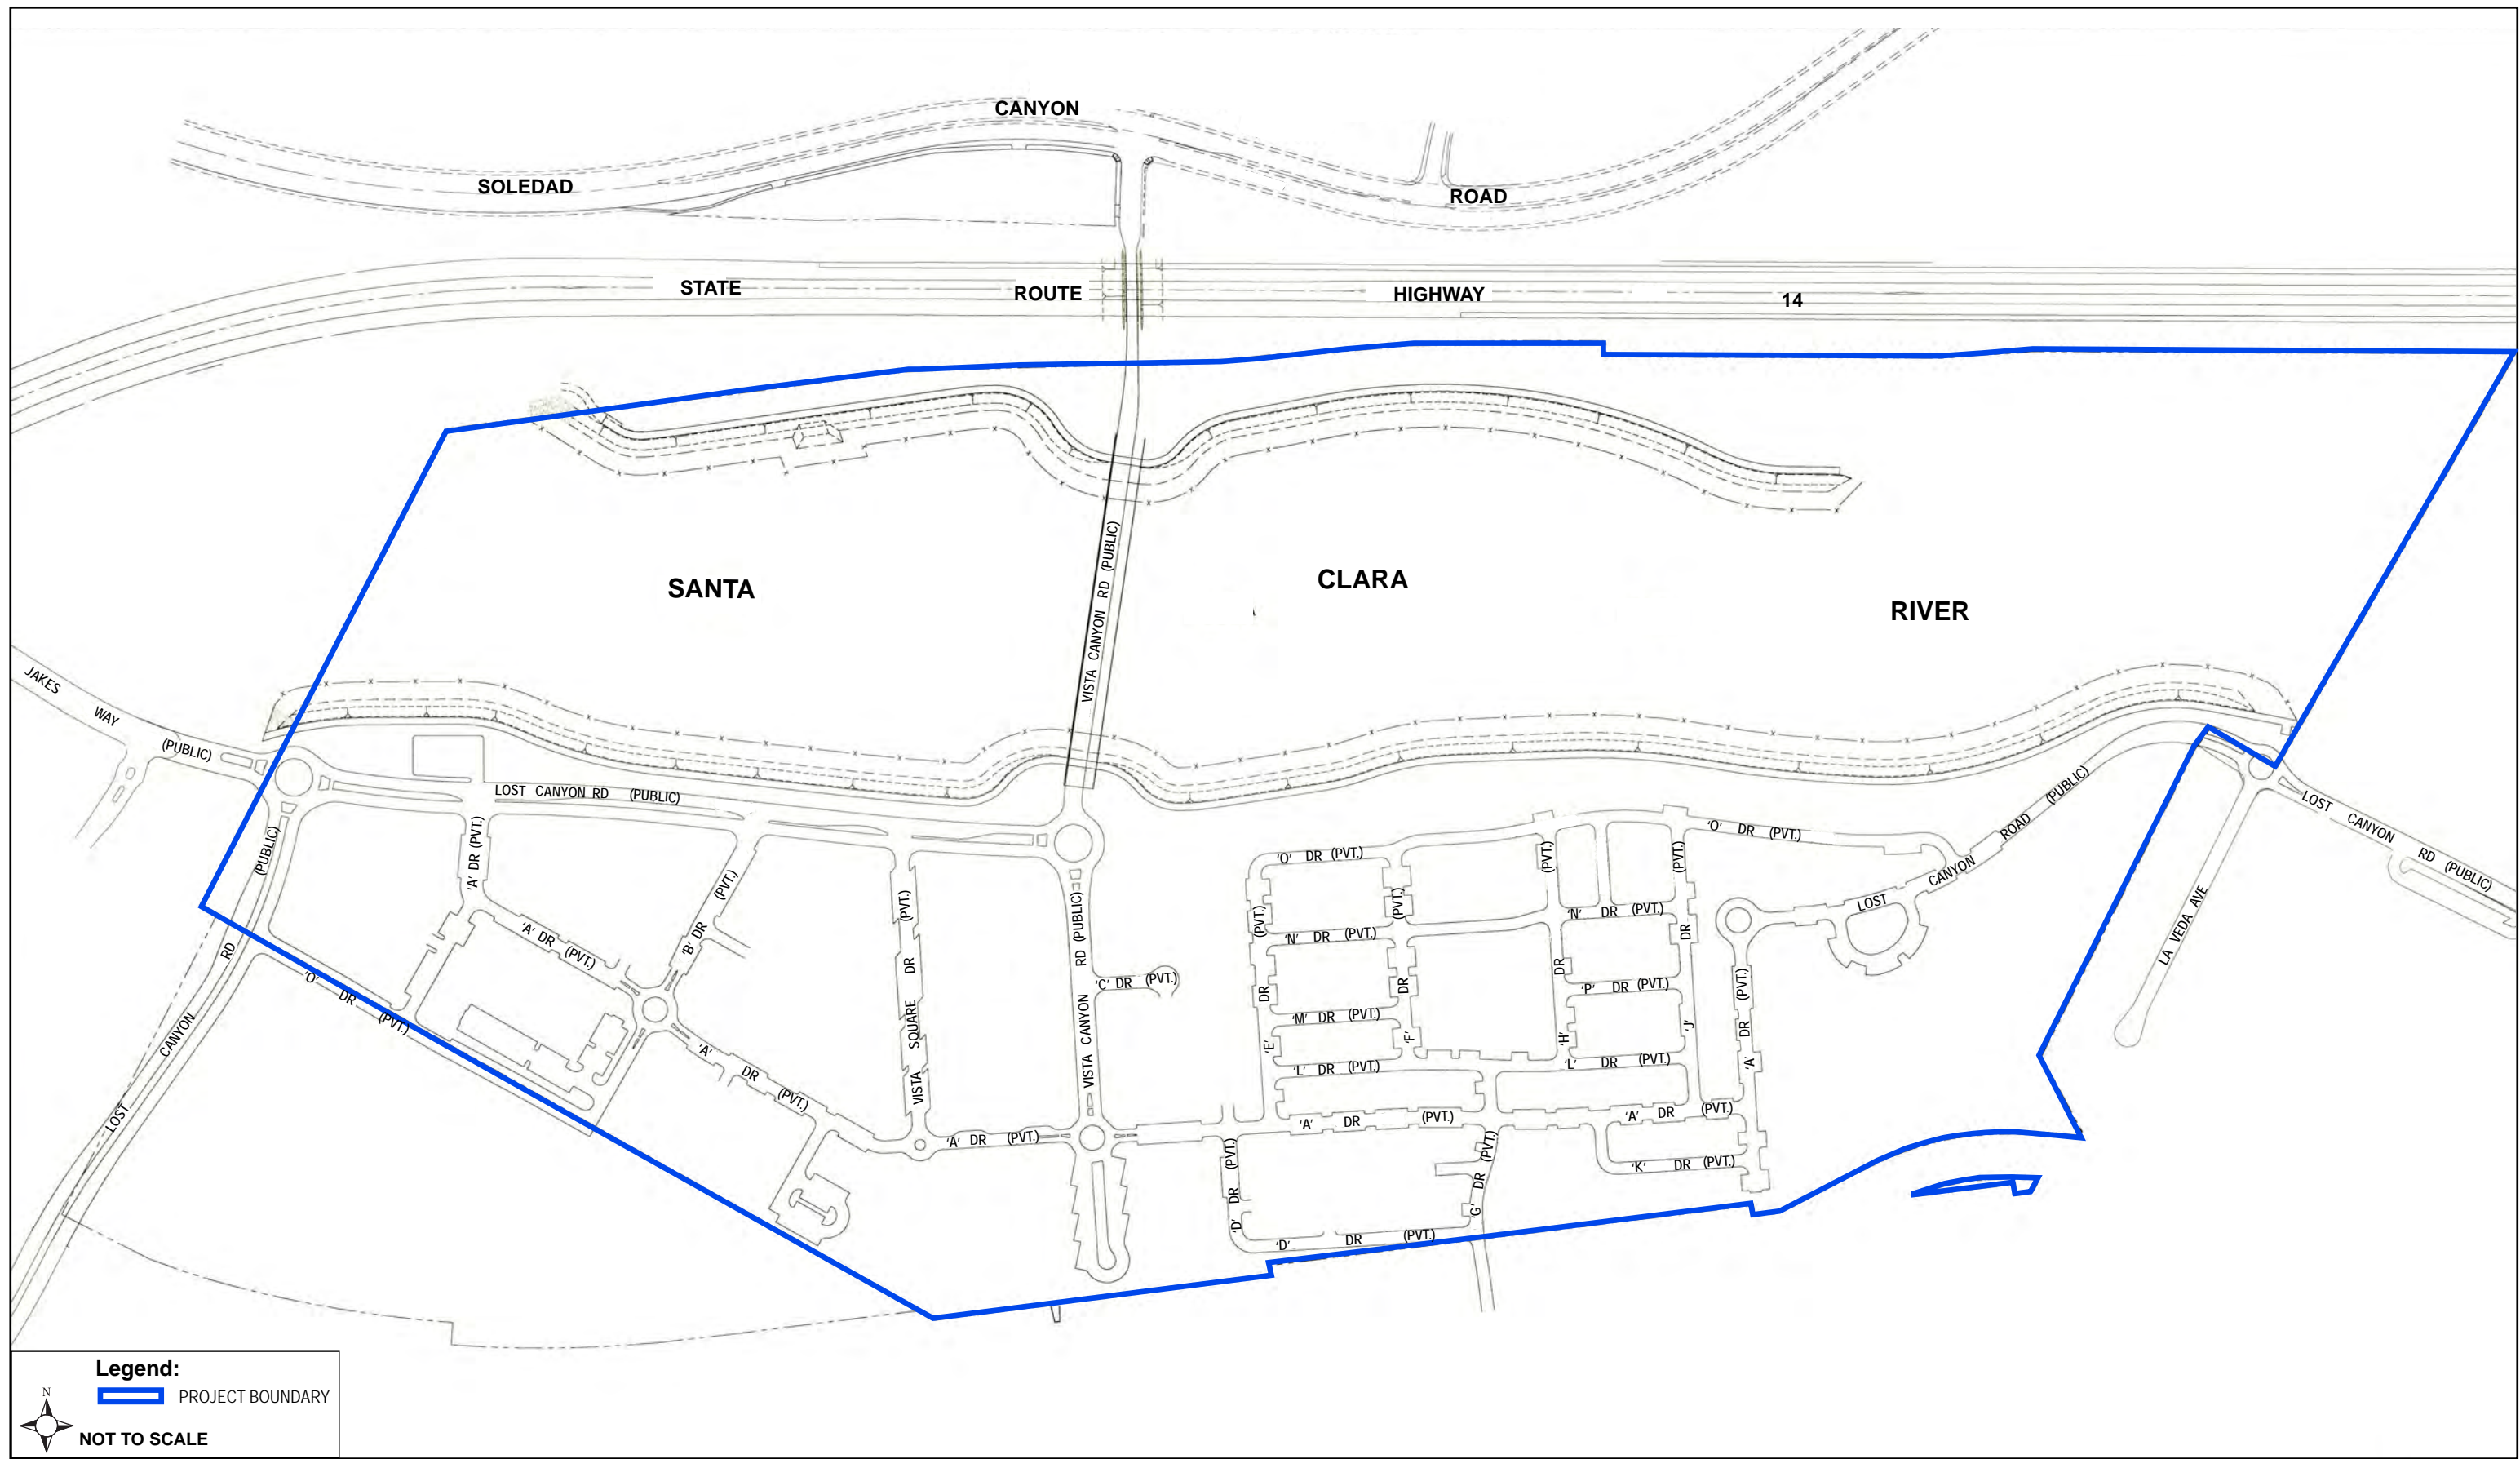 CANYON
SOLEDAD
ROAD
STATE
ROUTE
HIGHWAY
14
SANTA
CLARA
RIVER
VISTA CANYON RD (PUBLIC)
JAKES
WAY
(PUBLIC)
LOST CANYON RD (PUBLIC)
(PUBLIC)
RD
CANYON
LOST
'A' DR (PVT.)
'A' DR (PVT.)
'B' DR (PVT.)
'O' DR (PVT.)
'A' DR (PVT.)
VISTA SQUARE DR (PVT.)
VISTA CANYON RD (PUBLIC)
'C' DR (PVT.)
'A' DR (PVT.)
'O' DR (PVT.)
'O' DR (PVT.)
'N' DR (PVT.)
'N' DR (PVT.)
'M' DR (PVT.)
'P' DR (PVT.)
'L' DR (PVT.)
'L' DR (PVT.)
'E' DR (PVT.)
'F' DR (PVT.)
'H' DR (PVT.)
'J' DR (PVT.)
'A' DR (PVT.)
'A' DR (PVT.)
'A' DR (PVT.)
'K' DR (PVT.)
'D' DR (PVT.)
'D' DR (PVT.)
'G' DR (PVT.)
LOST CANYON ROAD (PUBLIC)
LOST CANYON RD (PUBLIC)
LA VEDA AVE
Legend:
PROJECT BOUNDARY
N
NOT TO SCALE